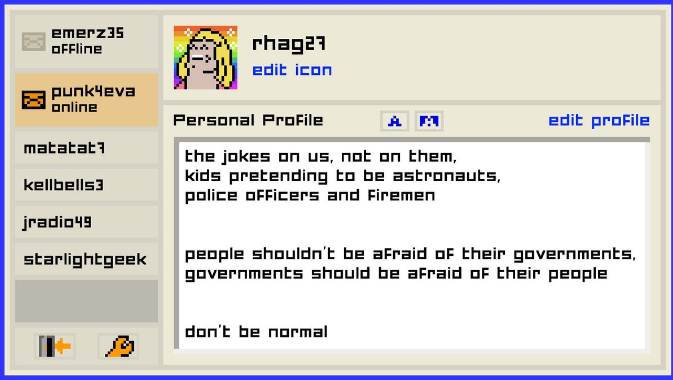 emerz35
offline
punk4eva
online
matatat7
kellbells3
jradio49
starlightgeek
rhag27
edit icon
Personal Profile
edit profile
the jokes on us, not on them,
kids pretending to be astronauts,
police officers and firemen
people shouldn't be afraid of their governments,
governments should be afraid of their people
don't be normal